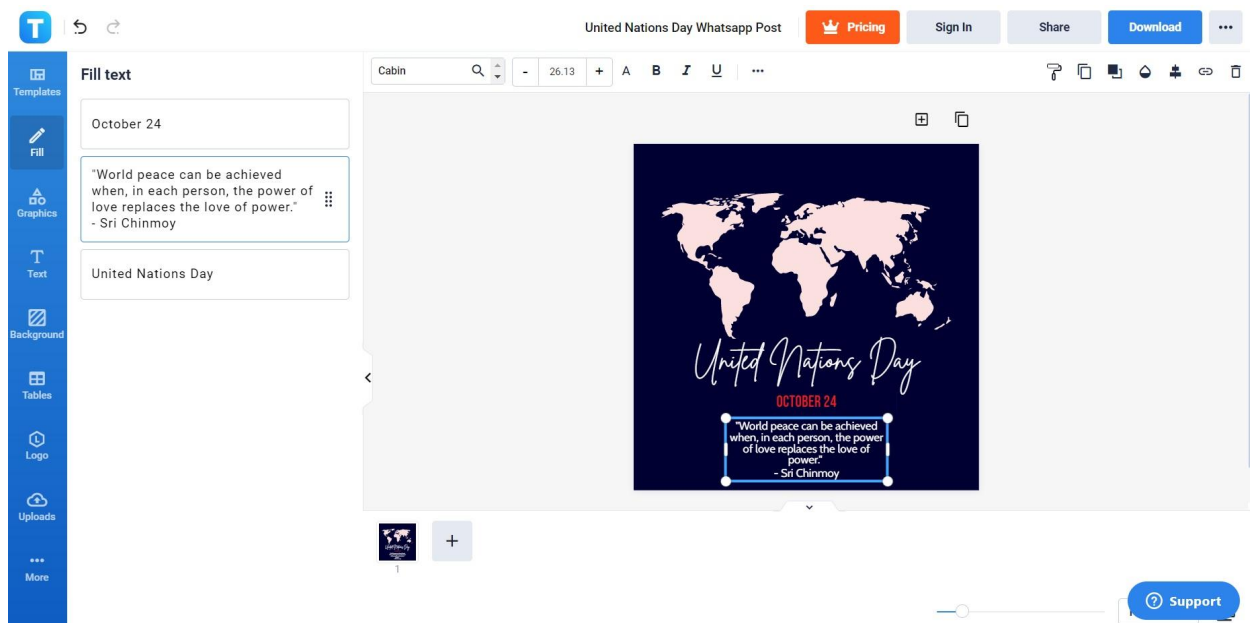 T
United Nations Day Whatsapp Post
Pricing
Sign In
Share
Download
Templates
Fill
Graphics
Text
Background
Tables
Logo
Uploads
More
Fill text
October 24
"World peace can be achieved
when, in each person, the power of
love replaces the love of power."
- Sri Chinmoy
United Nations Day
Cabin
- 26.13 + A B I U
United Nations Day
OCTOBER 24
"World peace can be achieved
when, in each person, the power
of love replaces the love of
power."
- Sri Chinmoy
+
1
Support